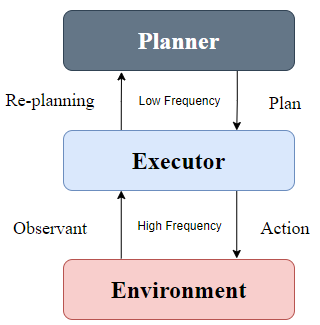 Planner
Re-planning
Low Frequency
Plan
Executor
Observant
High Frequency
Action
Environment